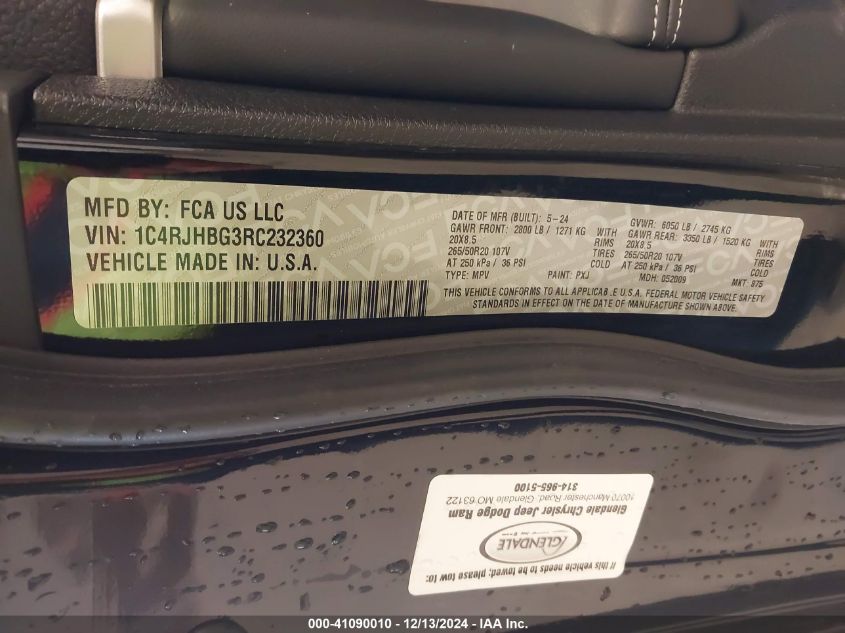 MFD BY: FCA US LLC
VIN: 1C4RJHBG3RC232360
VEHICLE MADE IN: U.S.A.
DATE OF MFR (BUILT): 5-24
GVWR: 6050 LB / 2745 KG
GAWR FRONT: 2800 LB / 1271 KG WITH
GAWR REAR: 3350 LB / 1520 KG WITH
20X8.5 RIMS
20X8.5 RIMS
265/50R20 107V TIRES
265/50R20 107V TIRES
AT 250 kPa / 36 PSI COLD
AT 250 kPa / 36 PSI COLD
TYPE: MPV PAINT: PXJ MDH: 052009 MKT: 875
THIS VEHICLE CONFORMS TO ALL APPLICAB.E U.S.A. FEDERAL MOTOR VEHICLE SAFETY
STANDARDS IN EFFECT ON THE DATE OF MANUFACTURE SHOWN ABOVE.
If this vehicle needs to be towed; please tow to:
GLENDALE
Glendale Chrysler Jeep Dodge Ram
10070 Manchester Road, Glendale MO 63122
314-965-5100
000-41090010 - 12/13/2024 - IAA Inc.